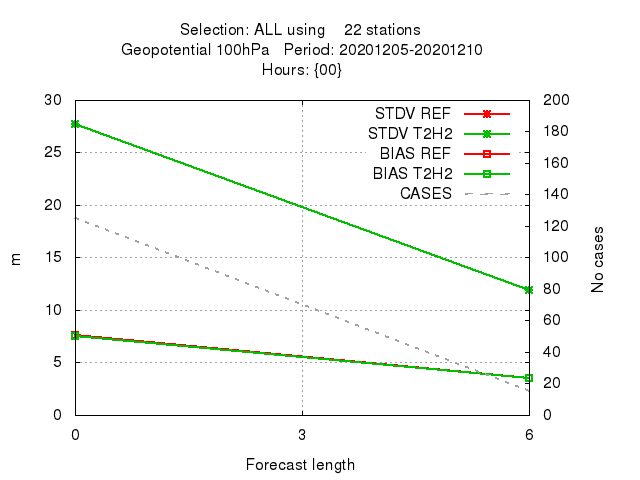 Selection: ALL using    22 stations
Geopotential 100hPa   Period: 20201205-20201210
Hours: {00}
30
25
20
15
10
5
0
m
STDV REF
STDV T2H2
BIAS REF
BIAS T2H2
CASES
200
180
160
140
120
100
80
60
40
20
0
No cases
0 3 6
Forecast length